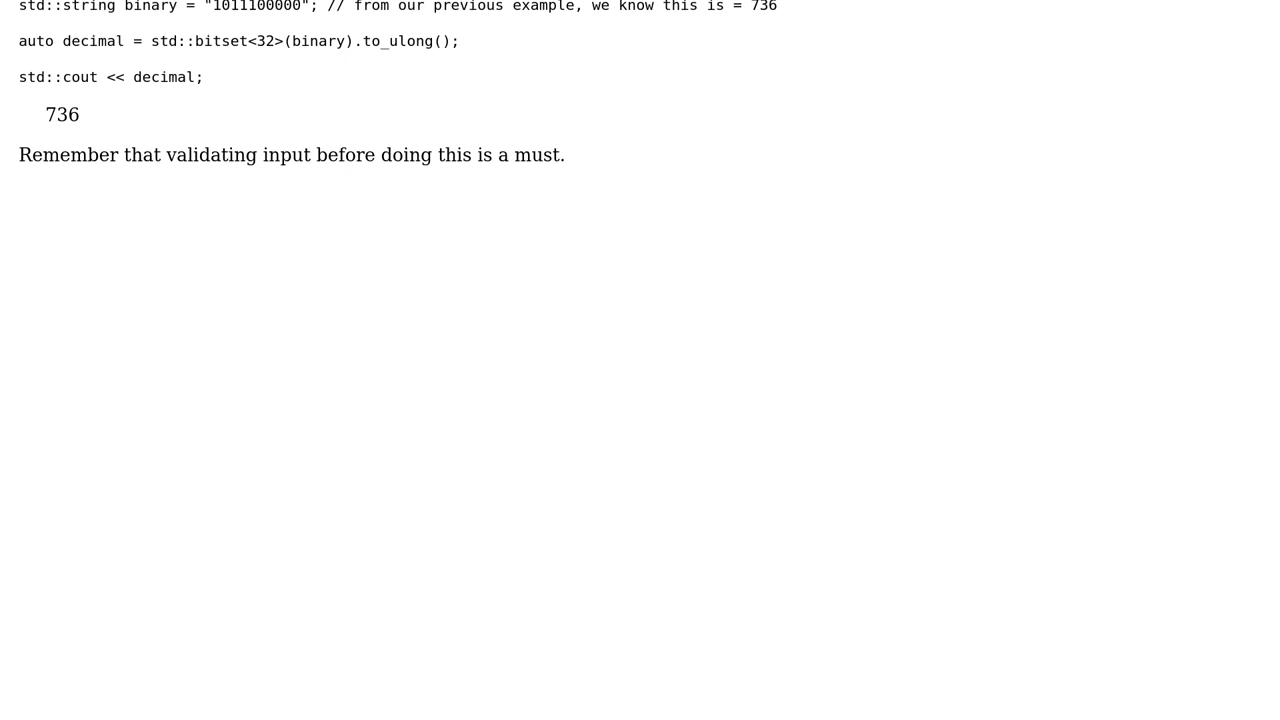 std::string binary = "1011100000"; // from our previous example, we know this is = 736
auto decimal = std::bitset<32>(binary).to_ulong();
std::cout << decimal;
736
Remember that validating input before doing this is a must.